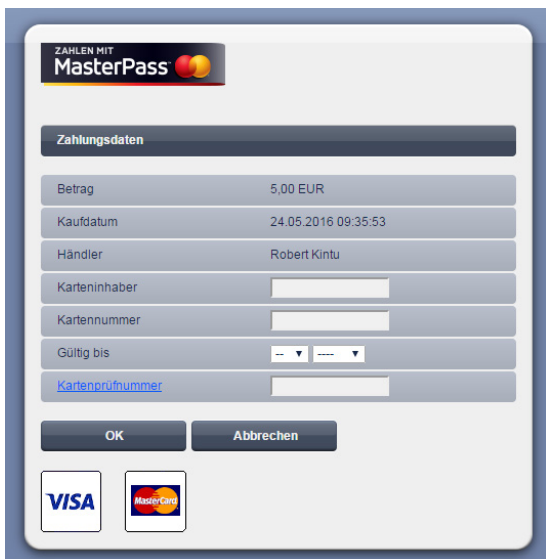 ZAHLEN MIT
MasterPass
Zahlungsdaten
Betrag 5,00 EUR
Kaufdatum 24.05.2016 09:35:53
Händler Robert Kintu
Karteninhaber
Kartennummer
Gültig bis -- ----
Kartenprüfnummer
OK Abbrechen
VISA MasterCard